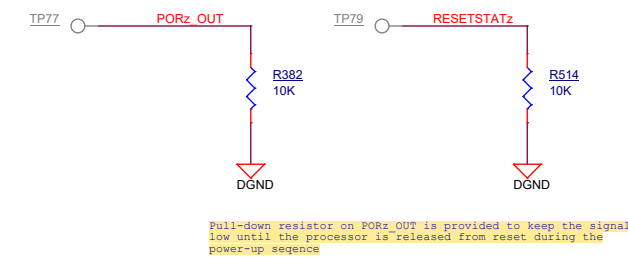 TP77
PORz_OUT
TP79
RESETSTATz
R382
10K
R514
10K
DGND
DGND
Pull-down resistor on PORz_OUT is provided to keep the signal
low until the processor is released from reset during the
power-up seqence